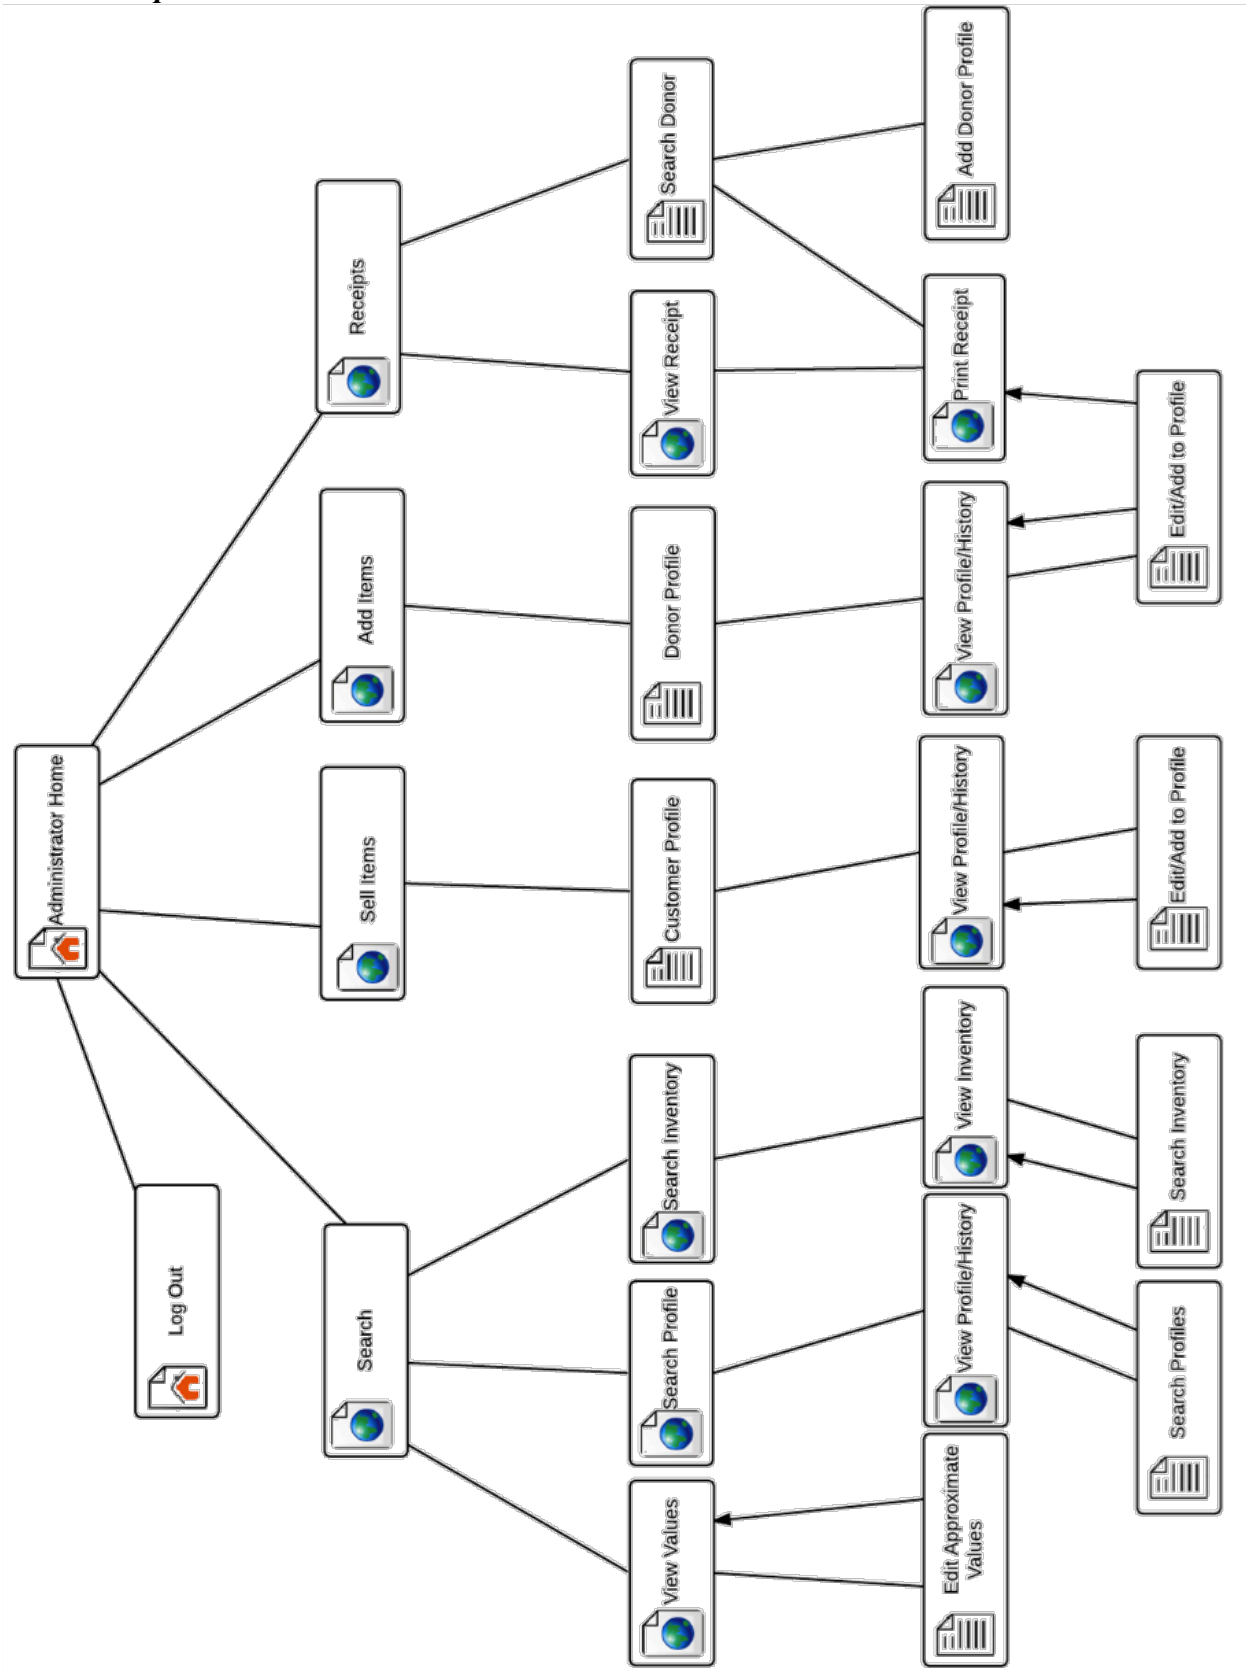 Administrator Home
Log Out
Search
Sell Items
Add Items
Receipts
View Values
Search Profile
Search Inventory
Customer Profile
Donor Profile
View Receipt
Search Donor
Edit Approximate
Values
View Profile/History
View Inventory
View Profile/History
View Profile/History
Print Receipt
Add Donor Profile
Search Profiles
Search Inventory
Edit/Add to Profile
Edit/Add to Profile